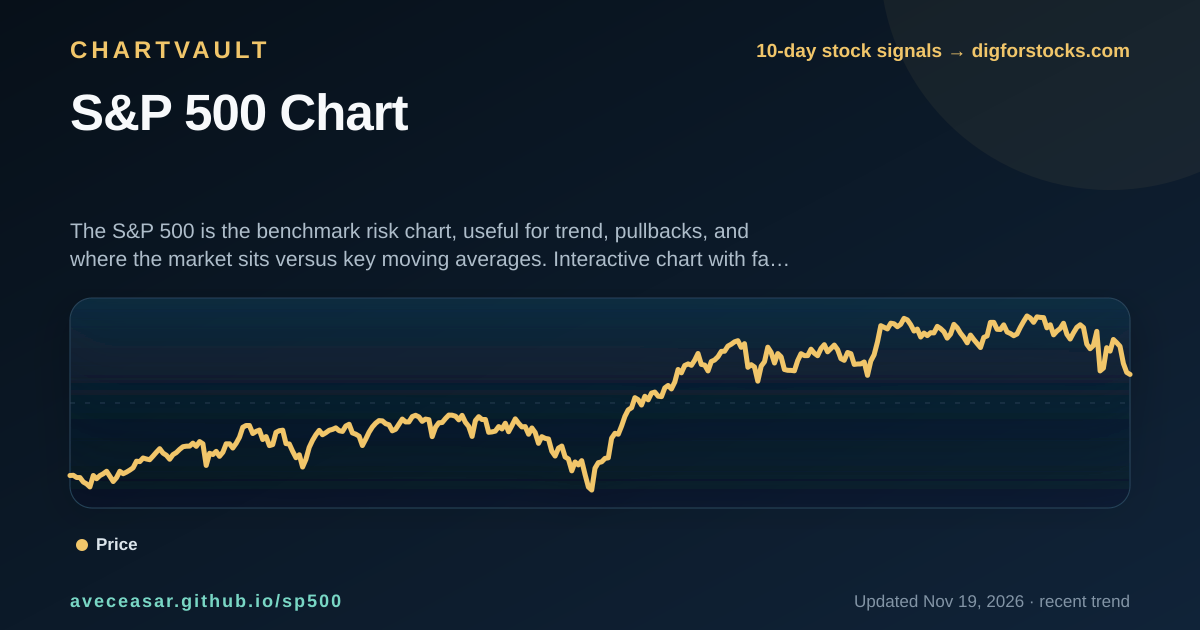 CHARTVAULT
10-day stock signals → digforstocks.com
S&P 500 Chart
The S&P 500 is the benchmark risk chart, useful for trend, pullbacks, and
where the market sits versus key moving averages. Interactive chart with fa…
Price
aveceasar.github.io/sp500
Updated Nov 19, 2026 · recent trend